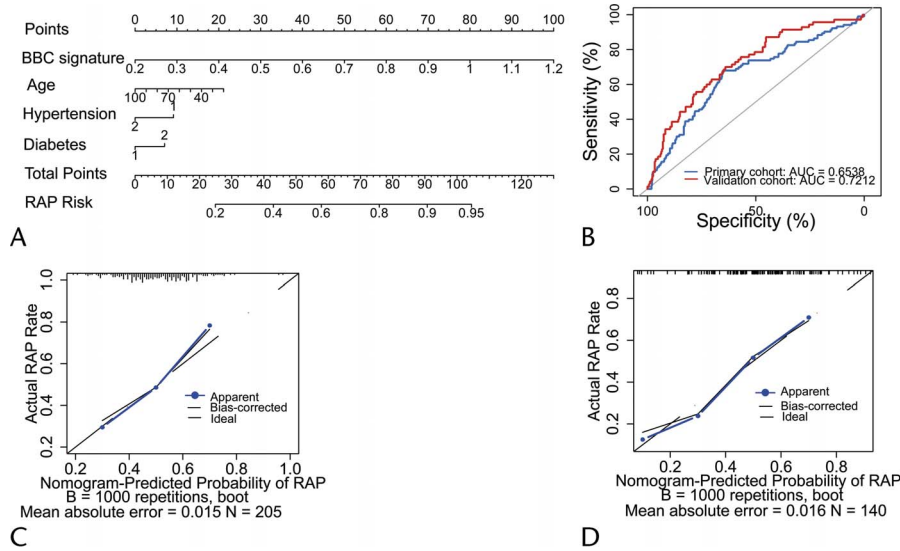 Points 0 10 20 30 40 50 60 70 80 90 100
BBC signature 0.2 0.3 0.4 0.5 0.6 0.7 0.8 0.9 1 1.1 1.2
Age 100 70 40
Hypertension 2 1
Diabetes 1 2
Total Points 0 10 20 30 40 50 60 70 80 90 100 120
RAP Risk 0.2 0.4 0.6 0.8 0.9 0.95
A
Sensitivity (%)
100
80
60
40
20
0
Primary cohort: AUC = 0.6538
Validation cohort: AUC = 0.7212
100 50 0
Specificity (%)
B
Actual RAP Rate
1.0
0.8
0.6
0.4
0.2
Apparent
Bias-corrected
Ideal
0.2 0.4 0.6 0.8 1.0
Nomogram-Predicted Probability of RAP
B = 1000 repetitions, boot
Mean absolute error = 0.015 N = 205
C
Actual RAP Rate
0.8
0.6
0.4
0.2
Apparent
Bias-corrected
Ideal
0.2 0.4 0.6 0.8
Nomogram-Predicted Probability of RAP
B = 1000 repetitions, boot
Mean absolute error = 0.016 N = 140
D